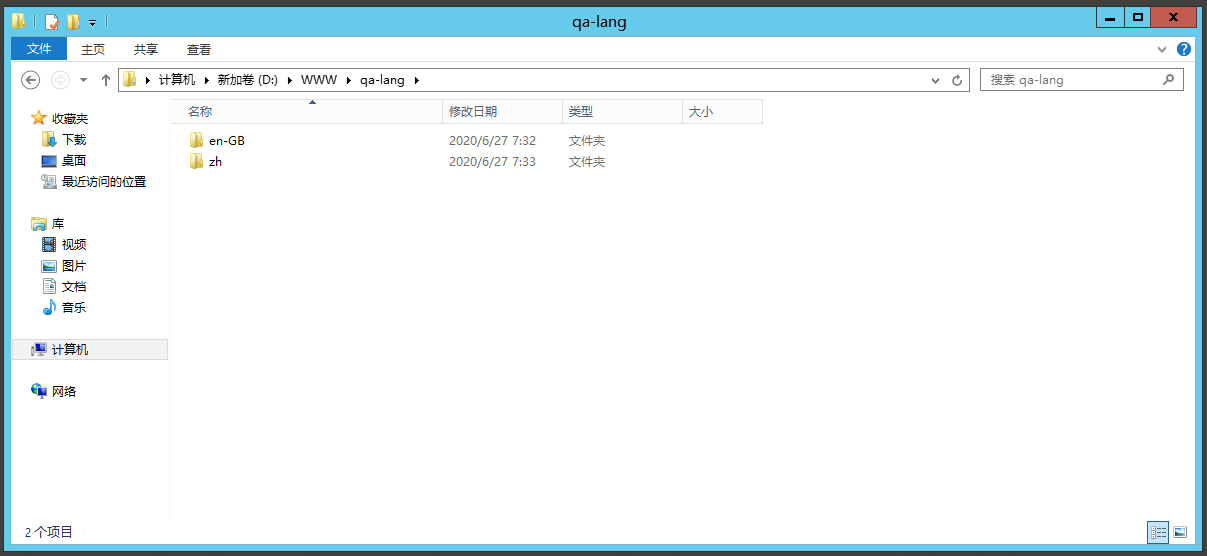 qa-lang
文件 主页 共享 查看
计算机 新加卷 (D:) WWW qa-lang
搜索 qa-lang
名称 修改日期 类型 大小
en-GB 2020/6/27 7:32 文件夹
zh 2020/6/27 7:33 文件夹
收藏夹
下载
桌面
最近访问的位置
库
视频
图片
文档
音乐
计算机
网络
2 个项目